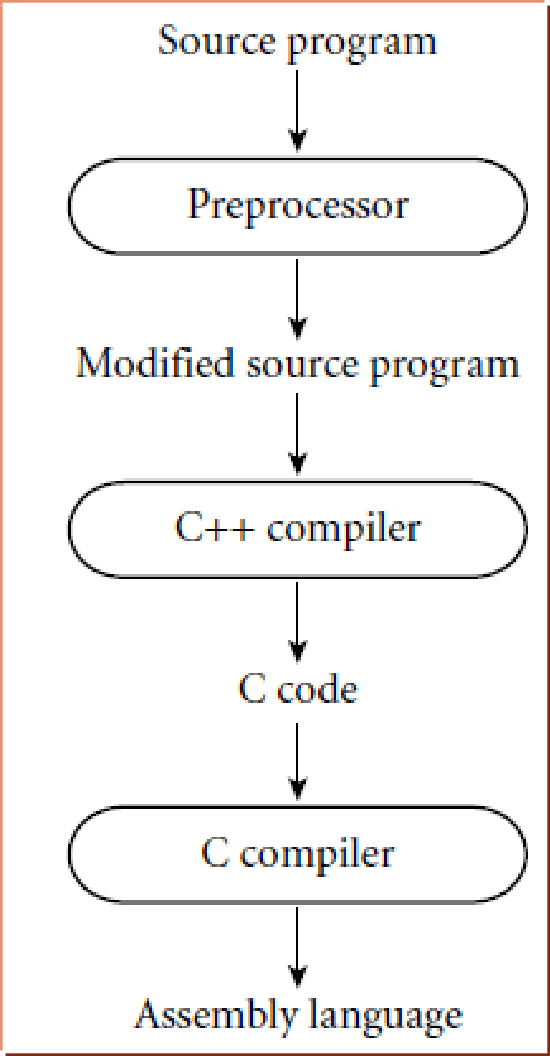 Source program
Preprocessor
Modified source program
C++ compiler
C code
C compiler
Assembly language